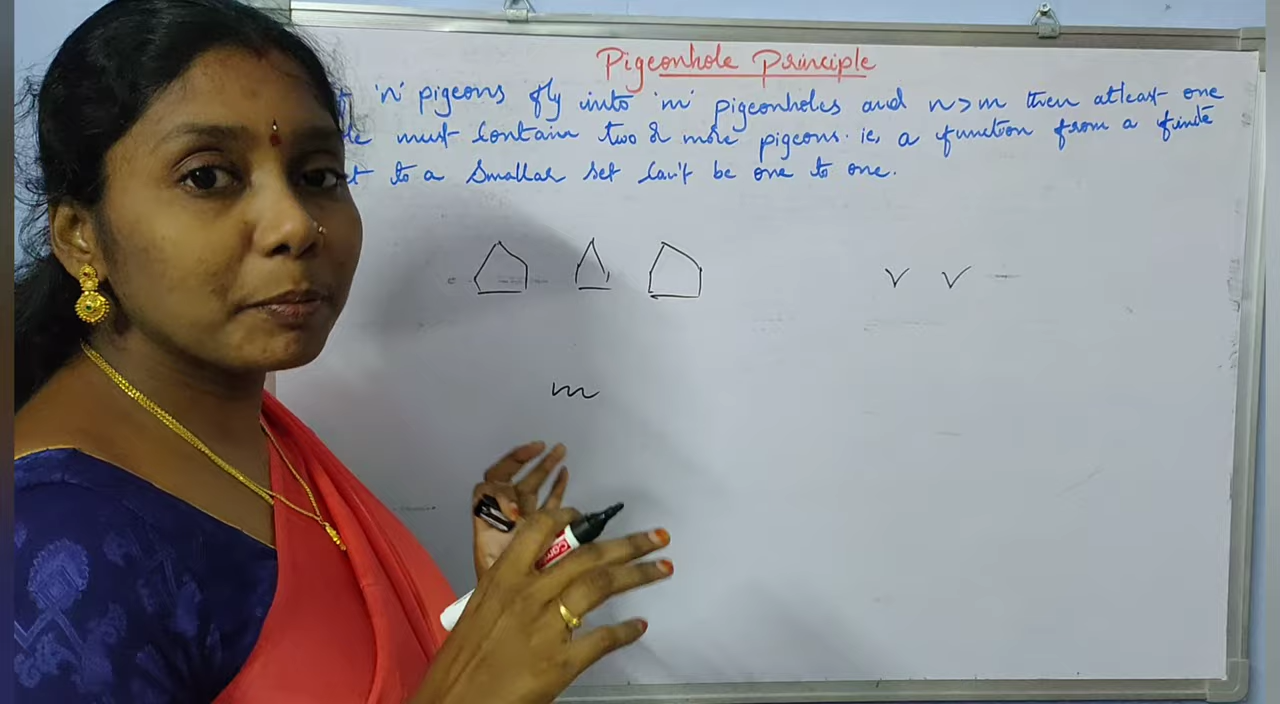 Pigeonhole Principle
'n' pigeons fly into 'm' pigeonholes and n>m then atleast one
must contain two & more pigeons. ie, a function from a finite
to a smaller set can't be one to one.
v v
m